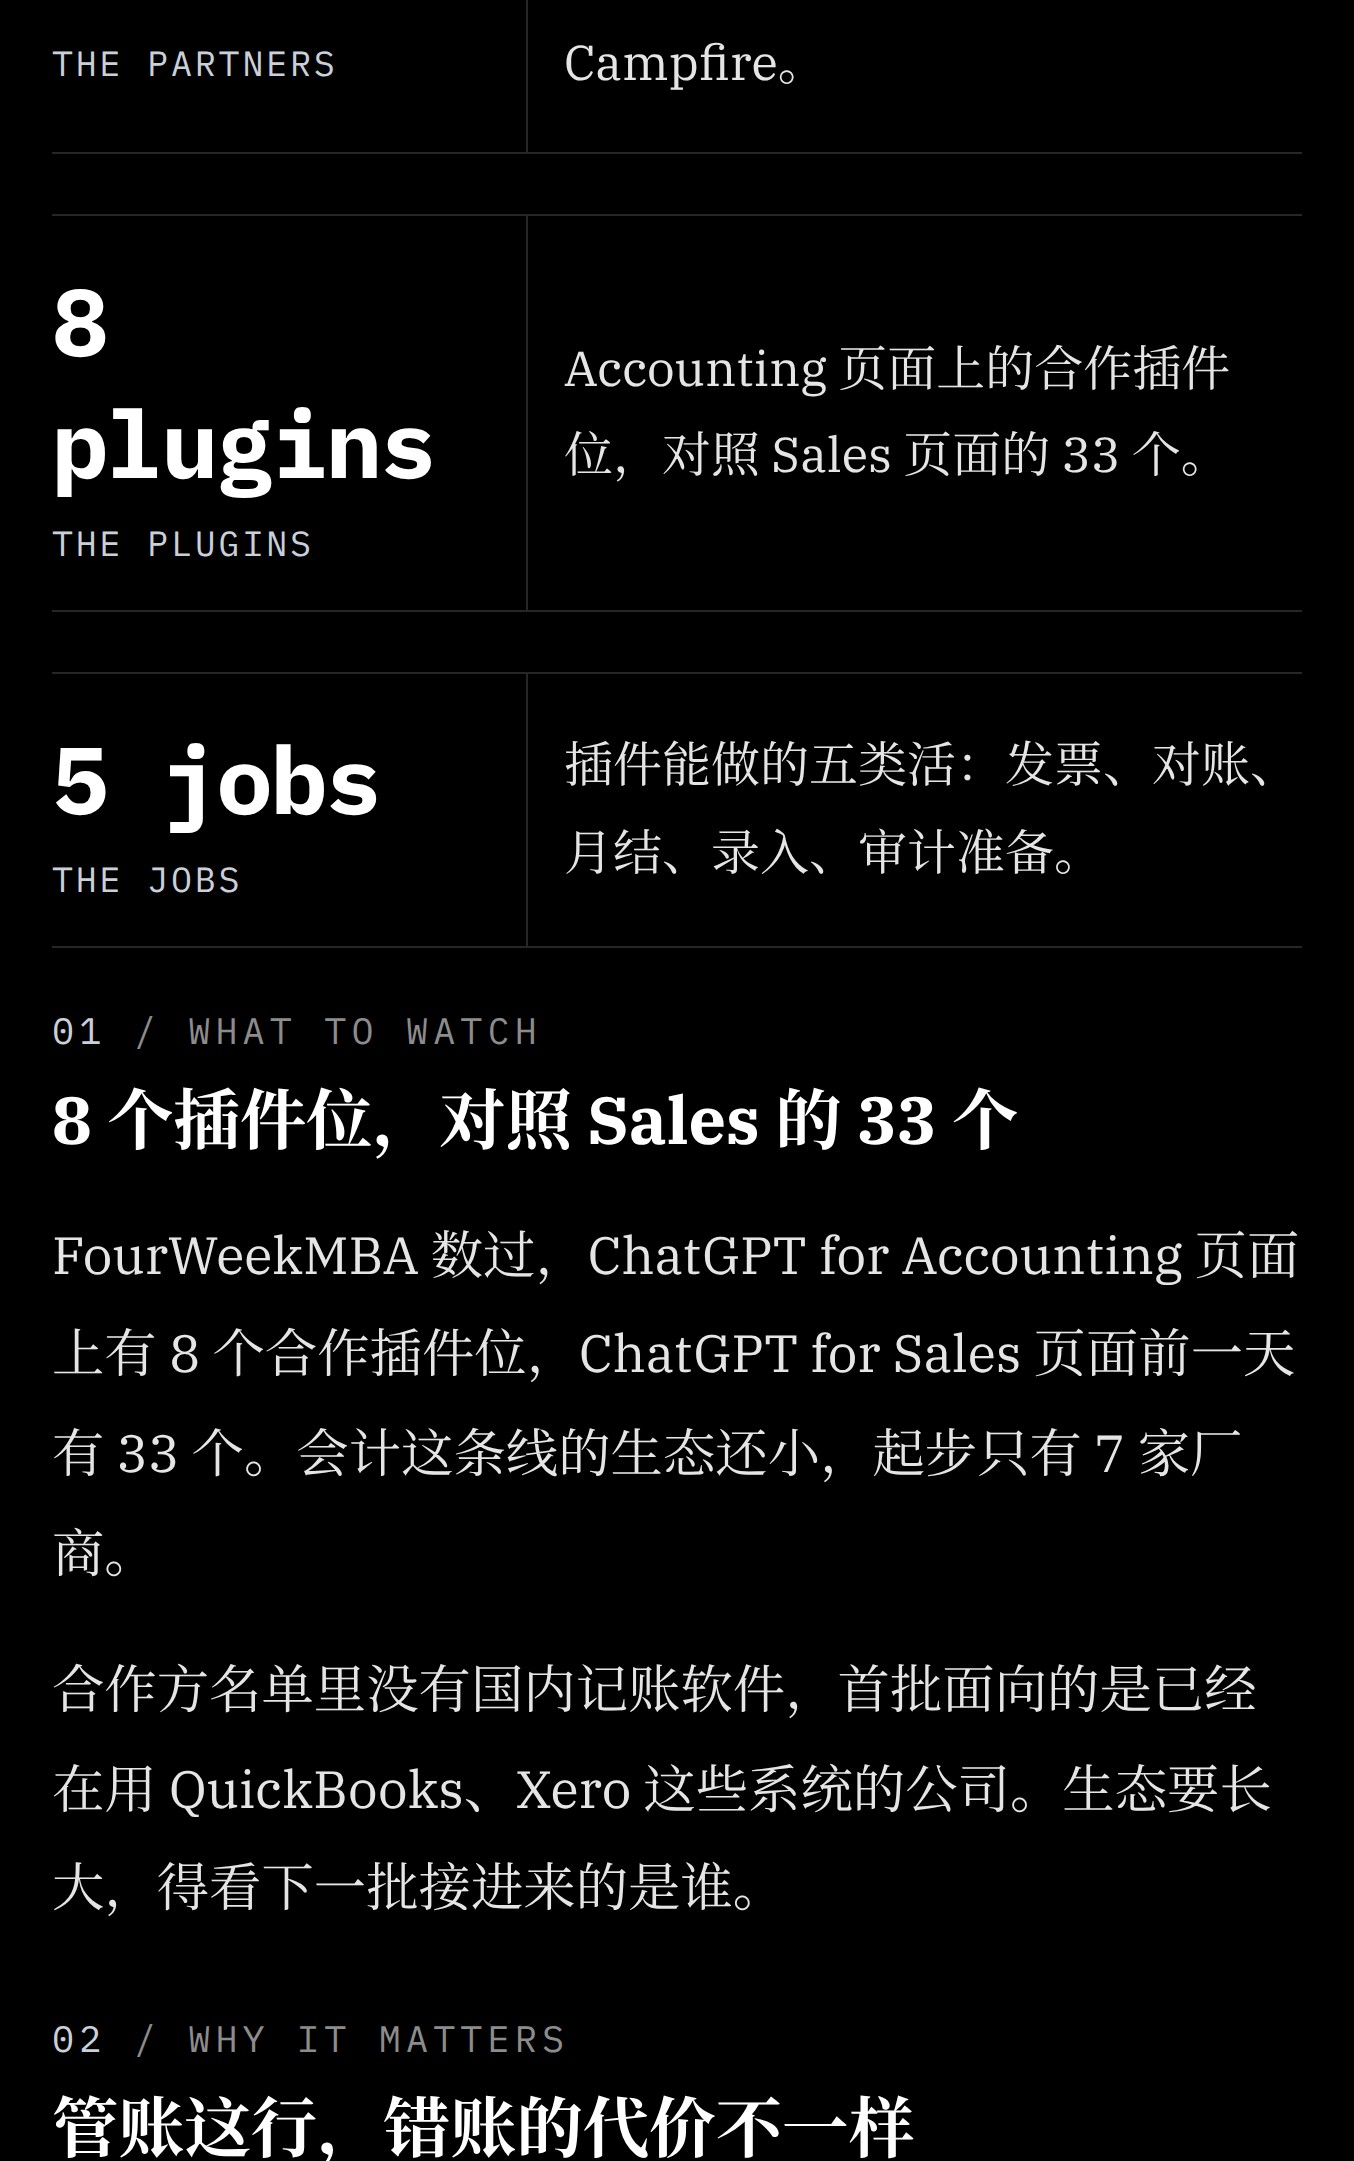 THE PARTNERS
Campfire。
8
plugins
THE PLUGINS
Accounting 页面上的合作插件
位，对照 Sales 页面的 33 个。
5 jobs
THE JOBS
插件能做的五类活：发票、对账、
月结、录入、审计准备。
01 / WHAT TO WATCH
8 个插件位，对照 Sales 的 33 个
FourWeekMBA 数过，ChatGPT for Accounting 页面
上有 8 个合作插件位，ChatGPT for Sales 页面前一天
有 33 个。会计这条线的生态还小，起步只有 7 家厂
商。
合作方名单里没有国内记账软件，首批面向的是已经
在用 QuickBooks、Xero 这些系统的公司。生态要长
大，得看下一批接进来的是谁。
02 / WHY IT MATTERS
管账这行，错账的代价不一样